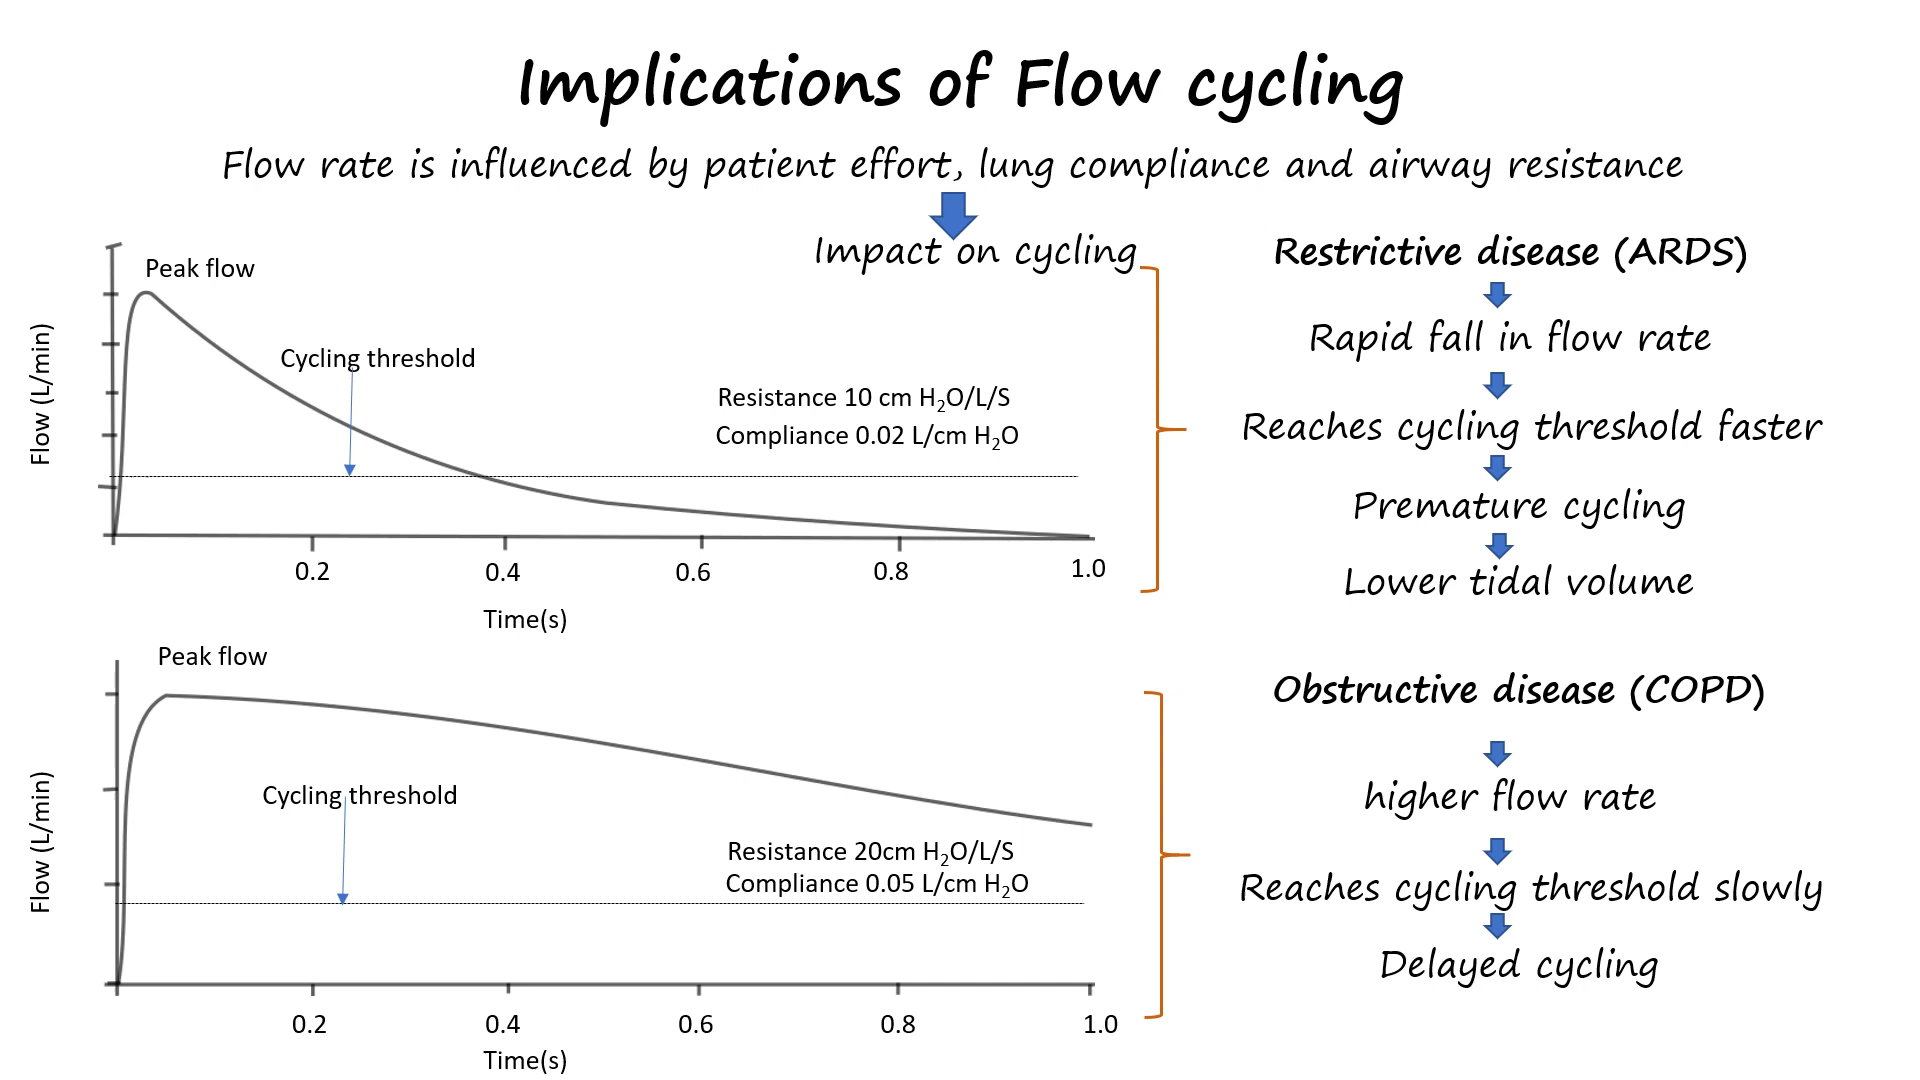 Implications of Flow cycling
Flow rate is influenced by patient effort, lung compliance and airway resistance
Impact on cycling
Peak flow
Cycling threshold
Resistance 10 cm H₂O/L/S
Compliance 0.02 L/cm H₂O
Flow (L/min)
0.2 0.4 0.6 0.8 1.0
Time(s)
Restrictive disease (ARDS)
Rapid fall in flow rate
Reaches cycling threshold faster
Premature cycling
Lower tidal volume
Peak flow
Cycling threshold
Resistance 20cm H₂O/L/S
Compliance 0.05 L/cm H₂O
Flow (L/min)
0.2 0.4 0.6 0.8 1.0
Time(s)
Obstructive disease (COPD)
higher flow rate
Reaches cycling threshold slowly
Delayed cycling